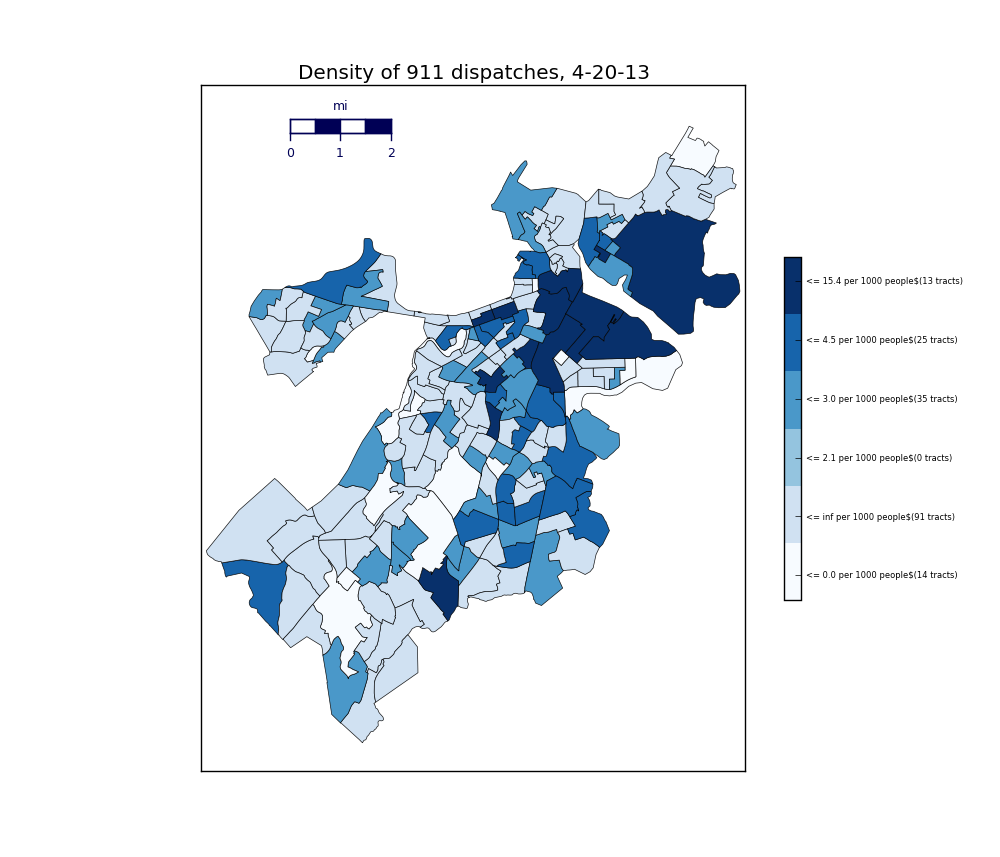 Density of 911 dispatches, 4-20-13
mi
0 1 2
<= 15.4 per 1000 people$(13 tracts)
<= 4.5 per 1000 people$(25 tracts)
<= 3.0 per 1000 people$(35 tracts)
<= 2.1 per 1000 people$(0 tracts)
<= inf per 1000 people$(91 tracts)
<= 0.0 per 1000 people$(14 tracts)